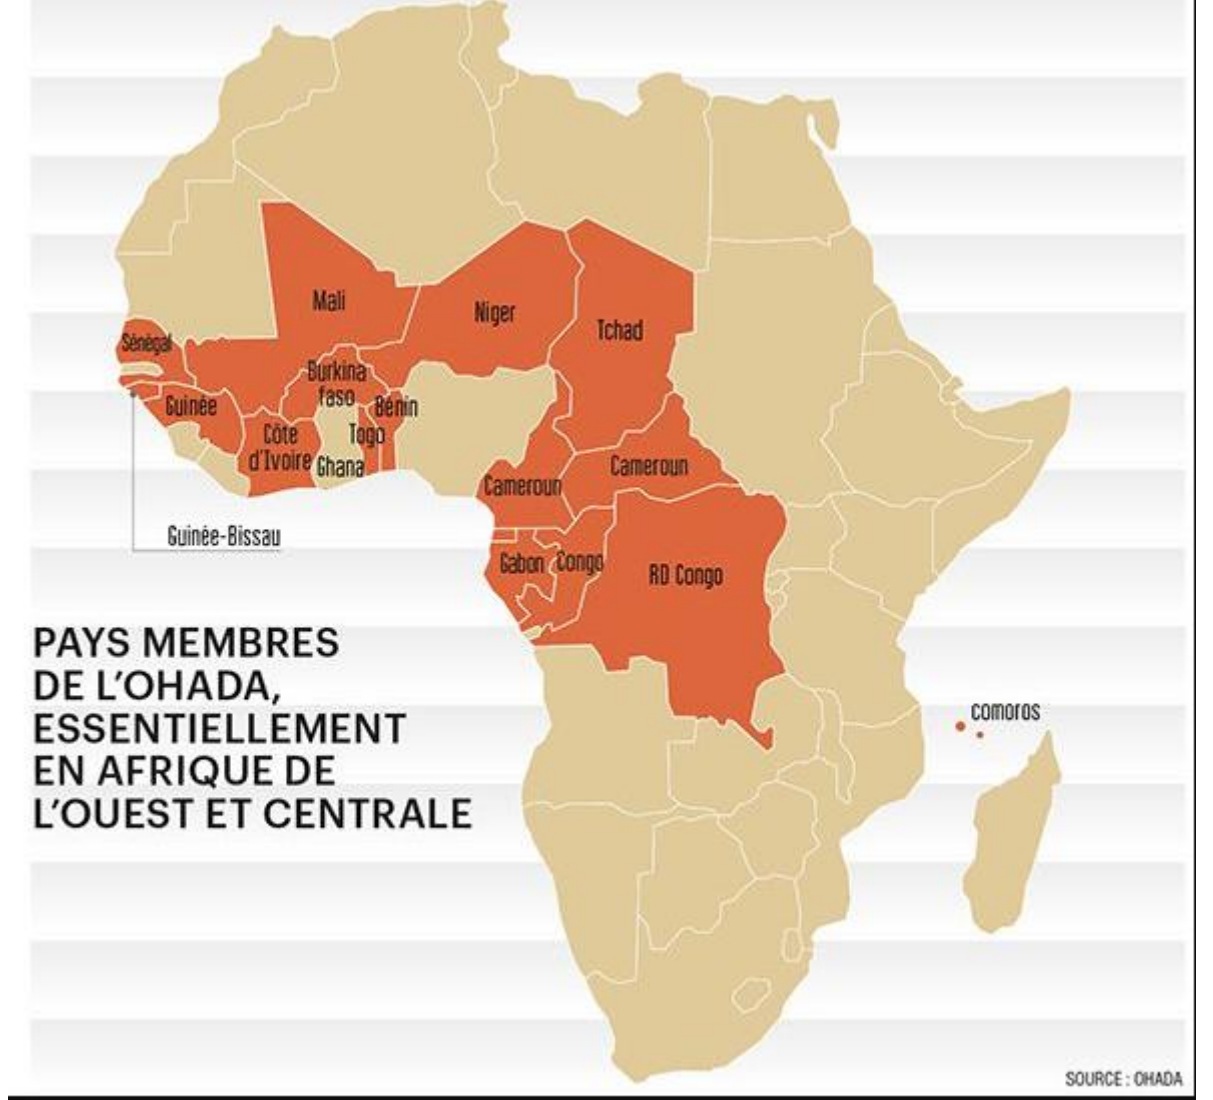 Mali
Niger
Tchad
Sénégal
Burkina
faso
Bénin
Guinée
Côte
d'Ivoire
Togo
Ghana
Cameroun
Cameroun
Guinée-Bissau
Gabon
Congo
RD Congo
PAYS MEMBRES
DE L'OHADA,
ESSENTIELLEMENT
EN AFRIQUE DE
L'OUEST ET CENTRALE
comoros
SOURCE : OHADA